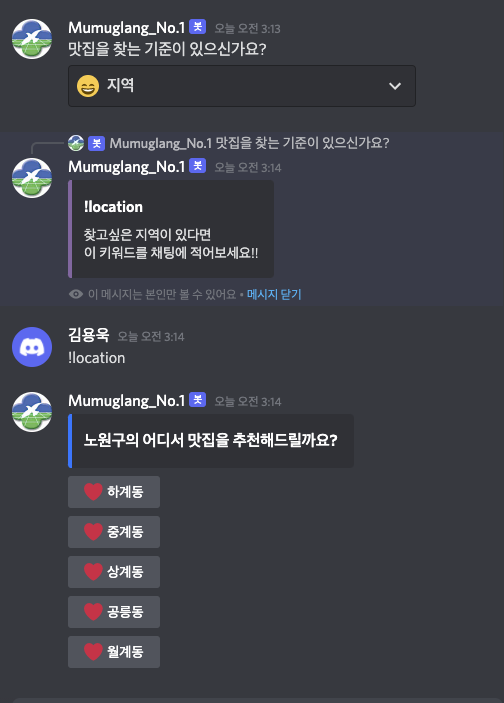 Mumuglang_No.1 봇 오늘 오전 3:13
맛집을 찾는 기준이 있으신가요?
지역
봇 Mumuglang_No.1 맛집을 찾는 기준이 있으신가요?
Mumuglang_No.1 봇 오늘 오전 3:14
!location
찾고싶은 지역이 있다면
이 키워드를 채팅에 적어보세요!!
이 메시지는 본인만 볼 수 있어요 • 메시지 닫기
김용욱 오늘 오전 3:14
!location
Mumuglang_No.1 봇 오늘 오전 3:14
노원구의 어디서 맛집을 추천해드릴까요?
하계동
중계동
상계동
공릉동
월계동